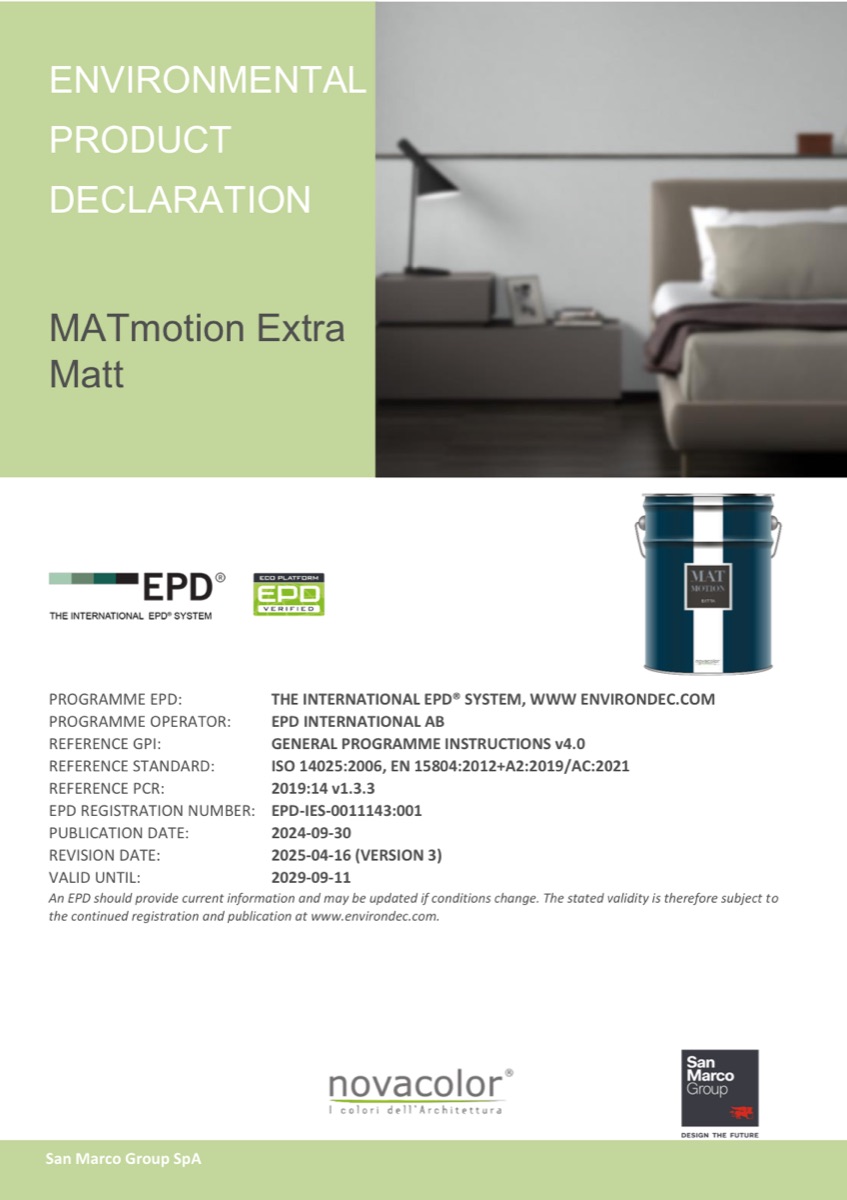 ENVIRONMENTAL
PRODUCT
DECLARATION
MATmotion Extra
Matt
MAT
MOTION
EPD®
THE INTERNATIONAL EPD® SYSTEM
ECO PLATFORM
EPD
VERIFIED
PROGRAMME EPD: THE INTERNATIONAL EPD® SYSTEM, WWW ENVIRONDEC.COM
PROGRAMME OPERATOR: EPD INTERNATIONAL AB
REFERENCE GPI: GENERAL PROGRAMME INSTRUCTIONS v4.0
REFERENCE STANDARD: ISO 14025:2006, EN 15804:2012+A2:2019/AC:2021
REFERENCE PCR: 2019:14 v1.3.3
EPD REGISTRATION NUMBER: EPD-IES-0011143:001
PUBLICATION DATE: 2024-09-30
REVISION DATE: 2025-04-16 (VERSION 3)
VALID UNTIL: 2029-09-11
An EPD should provide current information and may be updated if conditions change. The stated validity is therefore subject to
the continued registration and publication at www.environdec.com.
novacolor®
I colori dell'Architettura
San
Marco
Group
DESIGN THE FUTURE
San Marco Group SpA